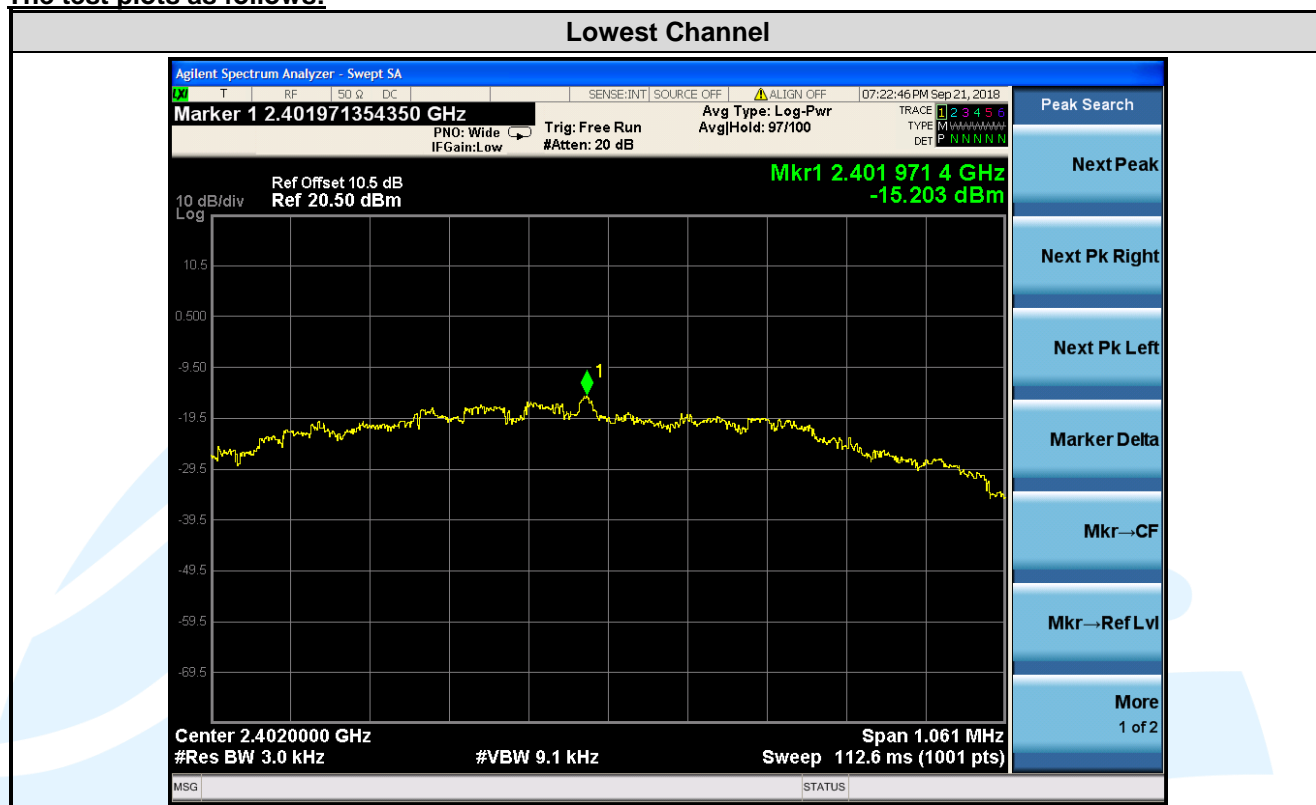 The test plots as follows:
Lowest Channel
Agilent Spectrum Analyzer - Swept SA
LXI T RF 50 Ω DC SENSE:INT SOURCE OFF ALIGN OFF 07:22:46 PM Sep 21, 2018
Marker 1 2.401971354350 GHz
PNO: Wide
IFGain:Low
Trig: Free Run
#Atten: 20 dB
Avg Type: Log-Pwr
Avg|Hold: 97/100
TRACE 1 2 3 4 5 6
TYPE M WWWWW
DET P N N N N N
Peak Search
Mkr1 2.401 971 4 GHz
-15.203 dBm
Ref Offset 10.5 dB
10 dB/div Ref 20.50 dBm
Log
10.5
0.500
-9.50
1
-19.5
-29.5
-39.5
-49.5
-59.5
-69.5
Center 2.4020000 GHz Span 1.061 MHz
#Res BW 3.0 kHz #VBW 9.1 kHz Sweep 112.6 ms (1001 pts)
MSG STATUS
Next Peak
Next Pk Right
Next Pk Left
Marker Delta
Mkr→CF
Mkr→Ref Lvl
More
1 of 2